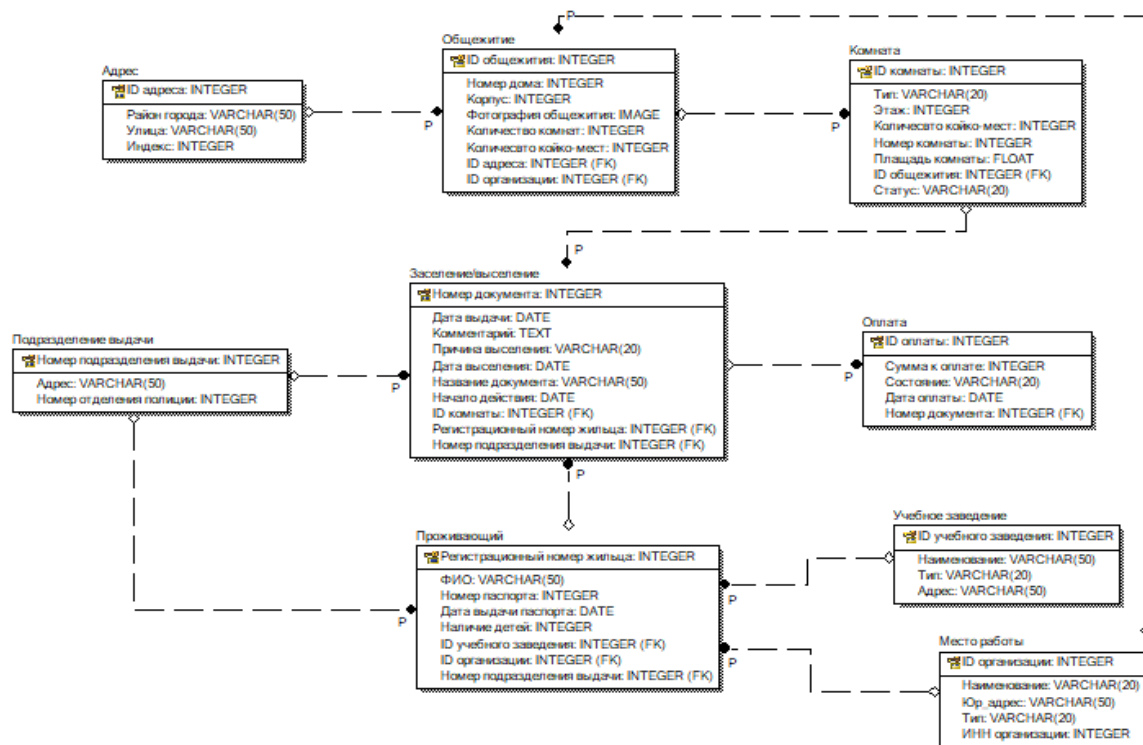 P
Общежитие
ID общежития: INTEGER
Номер дома: INTEGER
Корпус: INTEGER
Фотография общежития: IMAGE
Количество комнат: INTEGER
Количесвто койко-мест: INTEGER
ID адреса: INTEGER (FK)
ID организации: INTEGER (FK)
Комната
ID комнаты: INTEGER
Тип: VARCHAR(20)
Этаж: INTEGER
Количесвто койко-мест: INTEGER
Номер комнаты: INTEGER
Плащадь комнаты: FLOAT
ID общежития: INTEGER (FK)
Статус: VARCHAR(20)
Адрес
ID адреса: INTEGER
Район города: VARCHAR(50)
Улица: VARCHAR(50)
Индекс: INTEGER
P
P
P
Заселение/выселение
Номер документа: INTEGER
Дата выдачи: DATE
Комментарий: TEXT
Причина выселения: VARCHAR(20)
Дата выселения: DATE
Название документа: VARCHAR(50)
Начало действия: DATE
ID комнаты: INTEGER (FK)
Регистрационный номер жильца: INTEGER (FK)
Номер подразделения выдачи: INTEGER (FK)
Подразделение выдачи
Номер подразделения выдачи: INTEGER
Адрес: VARCHAR(50)
Номер отделения полиции: INTEGER
P
Оплата
ID оплаты: INTEGER
Сумма к оплате: INTEGER
Состояние: VARCHAR(20)
Дата оплаты: DATE
Номер документа: INTEGER (FK)
P
P
Проживающий
Регистрационный номер жильца: INTEGER
ФИО: VARCHAR(50)
Номер паспорта: INTEGER
Дата выдачи паспорта: DATE
Наличие детей: INTEGER
ID учебного заведения: INTEGER (FK)
ID организации: INTEGER (FK)
Номер подразделения выдачи: INTEGER (FK)
P
P
P
Учебное заведение
ID учебного заведения: INTEGER
Наименование: VARCHAR(50)
Тип: VARCHAR(20)
Адрес: VARCHAR(50)
Место работы
ID организации: INTEGER
Наименование: VARCHAR(20)
Юр_адрес: VARCHAR(50)
Тип: VARCHAR(20)
ИНН организации: INTEGER